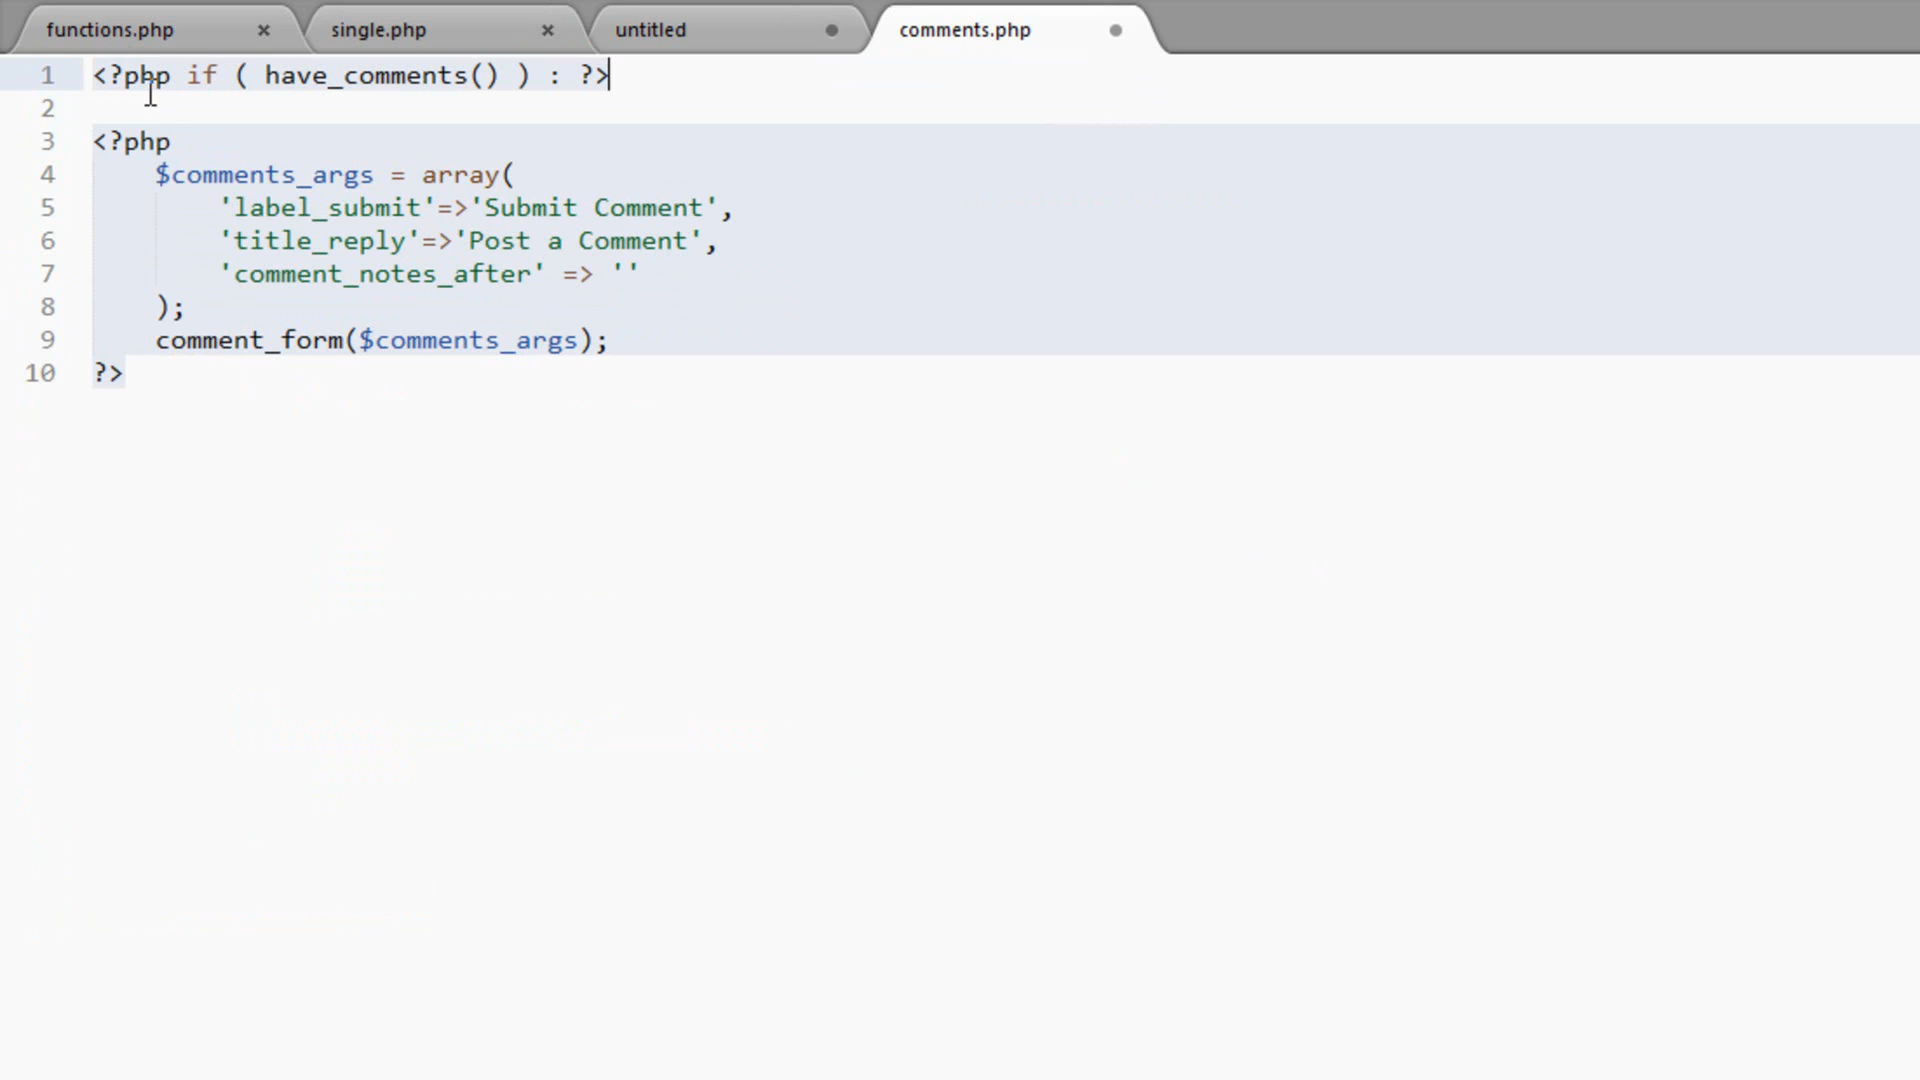 functions.php × single.php × untitled comments.php
1 <?php if ( have_comments() ) : ?>
2
3 <?php
4 $comments_args = array(
5 'label_submit'=>'Submit Comment',
6 'title_reply'=>'Post a Comment',
7 'comment_notes_after' => ''
8 );
9 comment_form($comments_args);
10 ?>